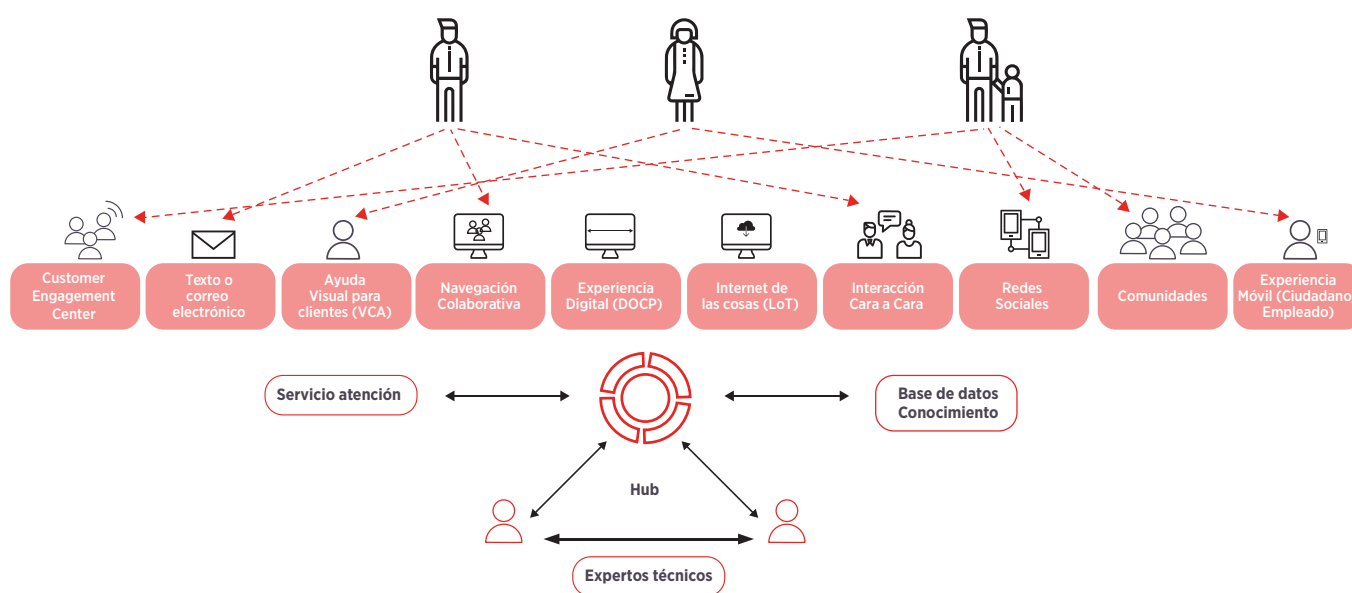 Customer
Engagement
Center
Texto o
correo
electrónico
Ayuda
Visual para
clientes (VCA)
Navegación
Colaborativa
Experiencia
Digital (DOCP)
Internet de
las cosas (LoT)
Interacción
Cara a Cara
Redes
Sociales
Comunidades
Experiencia
Móvil (Ciudadano
Empleado)
Servicio atención
Base de datos
Conocimiento
Hub
Expertos técnicos